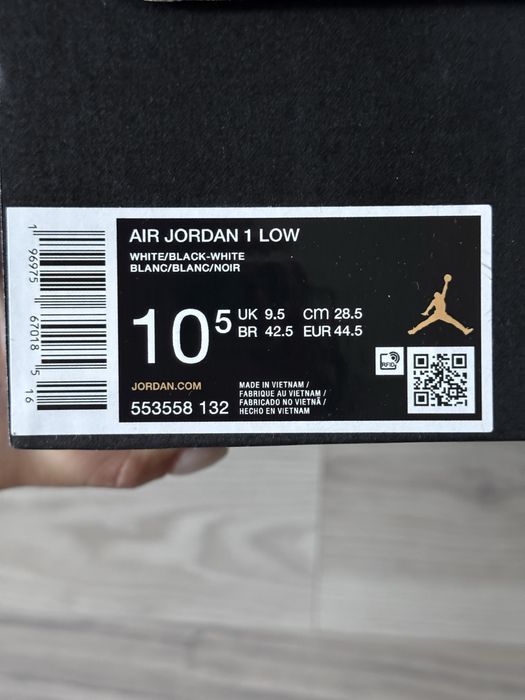 AIR JORDAN 1 LOW
WHITE/BLACK-WHITE
BLANC/BLANC/NOIR
10⁵
UK 9.5 cm 28.5
BR 42.5 EUR 44.5
RFID
JORDAN.COM
553558 132
MADE IN VIETNAM /
FABRIQUE AU VIETNAM /
FABRICADO NO VIETNÃ /
HECHO EN VIETNAM
1 96975 67018 5 16